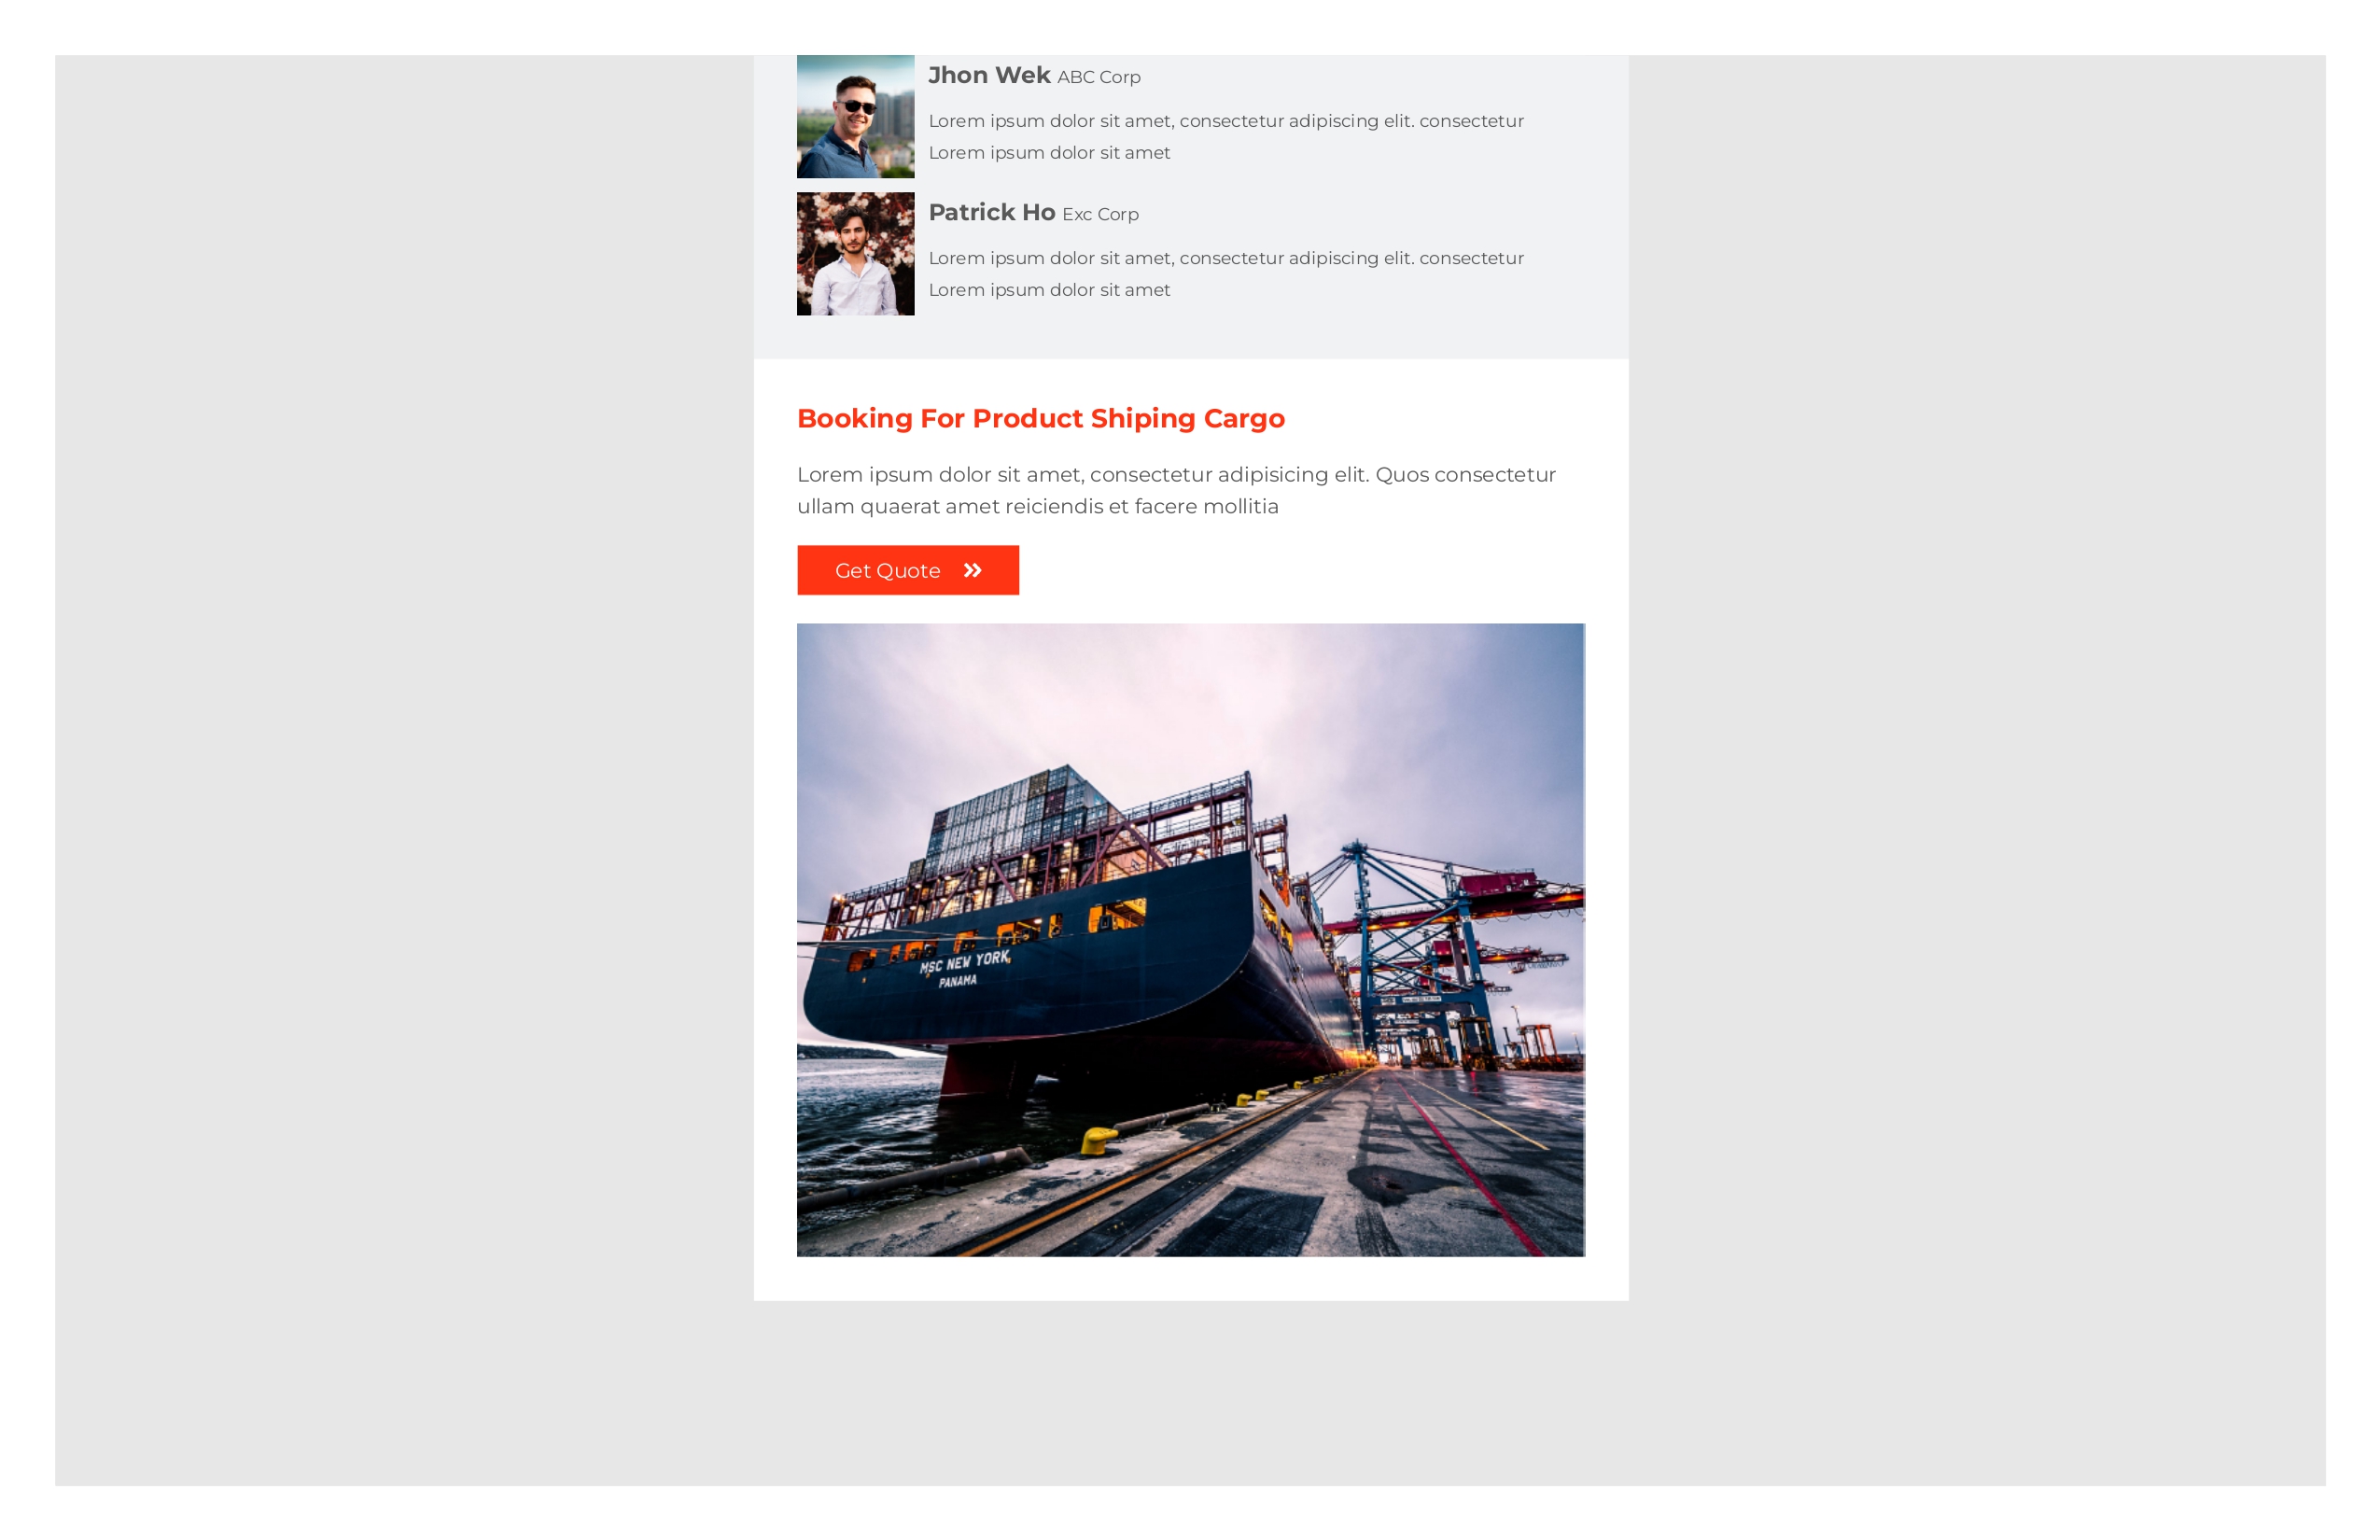 Jhon Wek ABC Corp
Lorem ipsum dolor sit amet, consectetur adipiscing elit. consectetur
Lorem ipsum dolor sit amet
Patrick Ho Exc Corp
Lorem ipsum dolor sit amet, consectetur adipiscing elit. consectetur
Lorem ipsum dolor sit amet
Booking For Product Shiping Cargo
Lorem ipsum dolor sit amet, consectetur adipisicing elit. Quos consectetur
ullam quaerat amet reiciendis et facere mollitia
Get Quote »
MSC NEW YORK
PANAMA